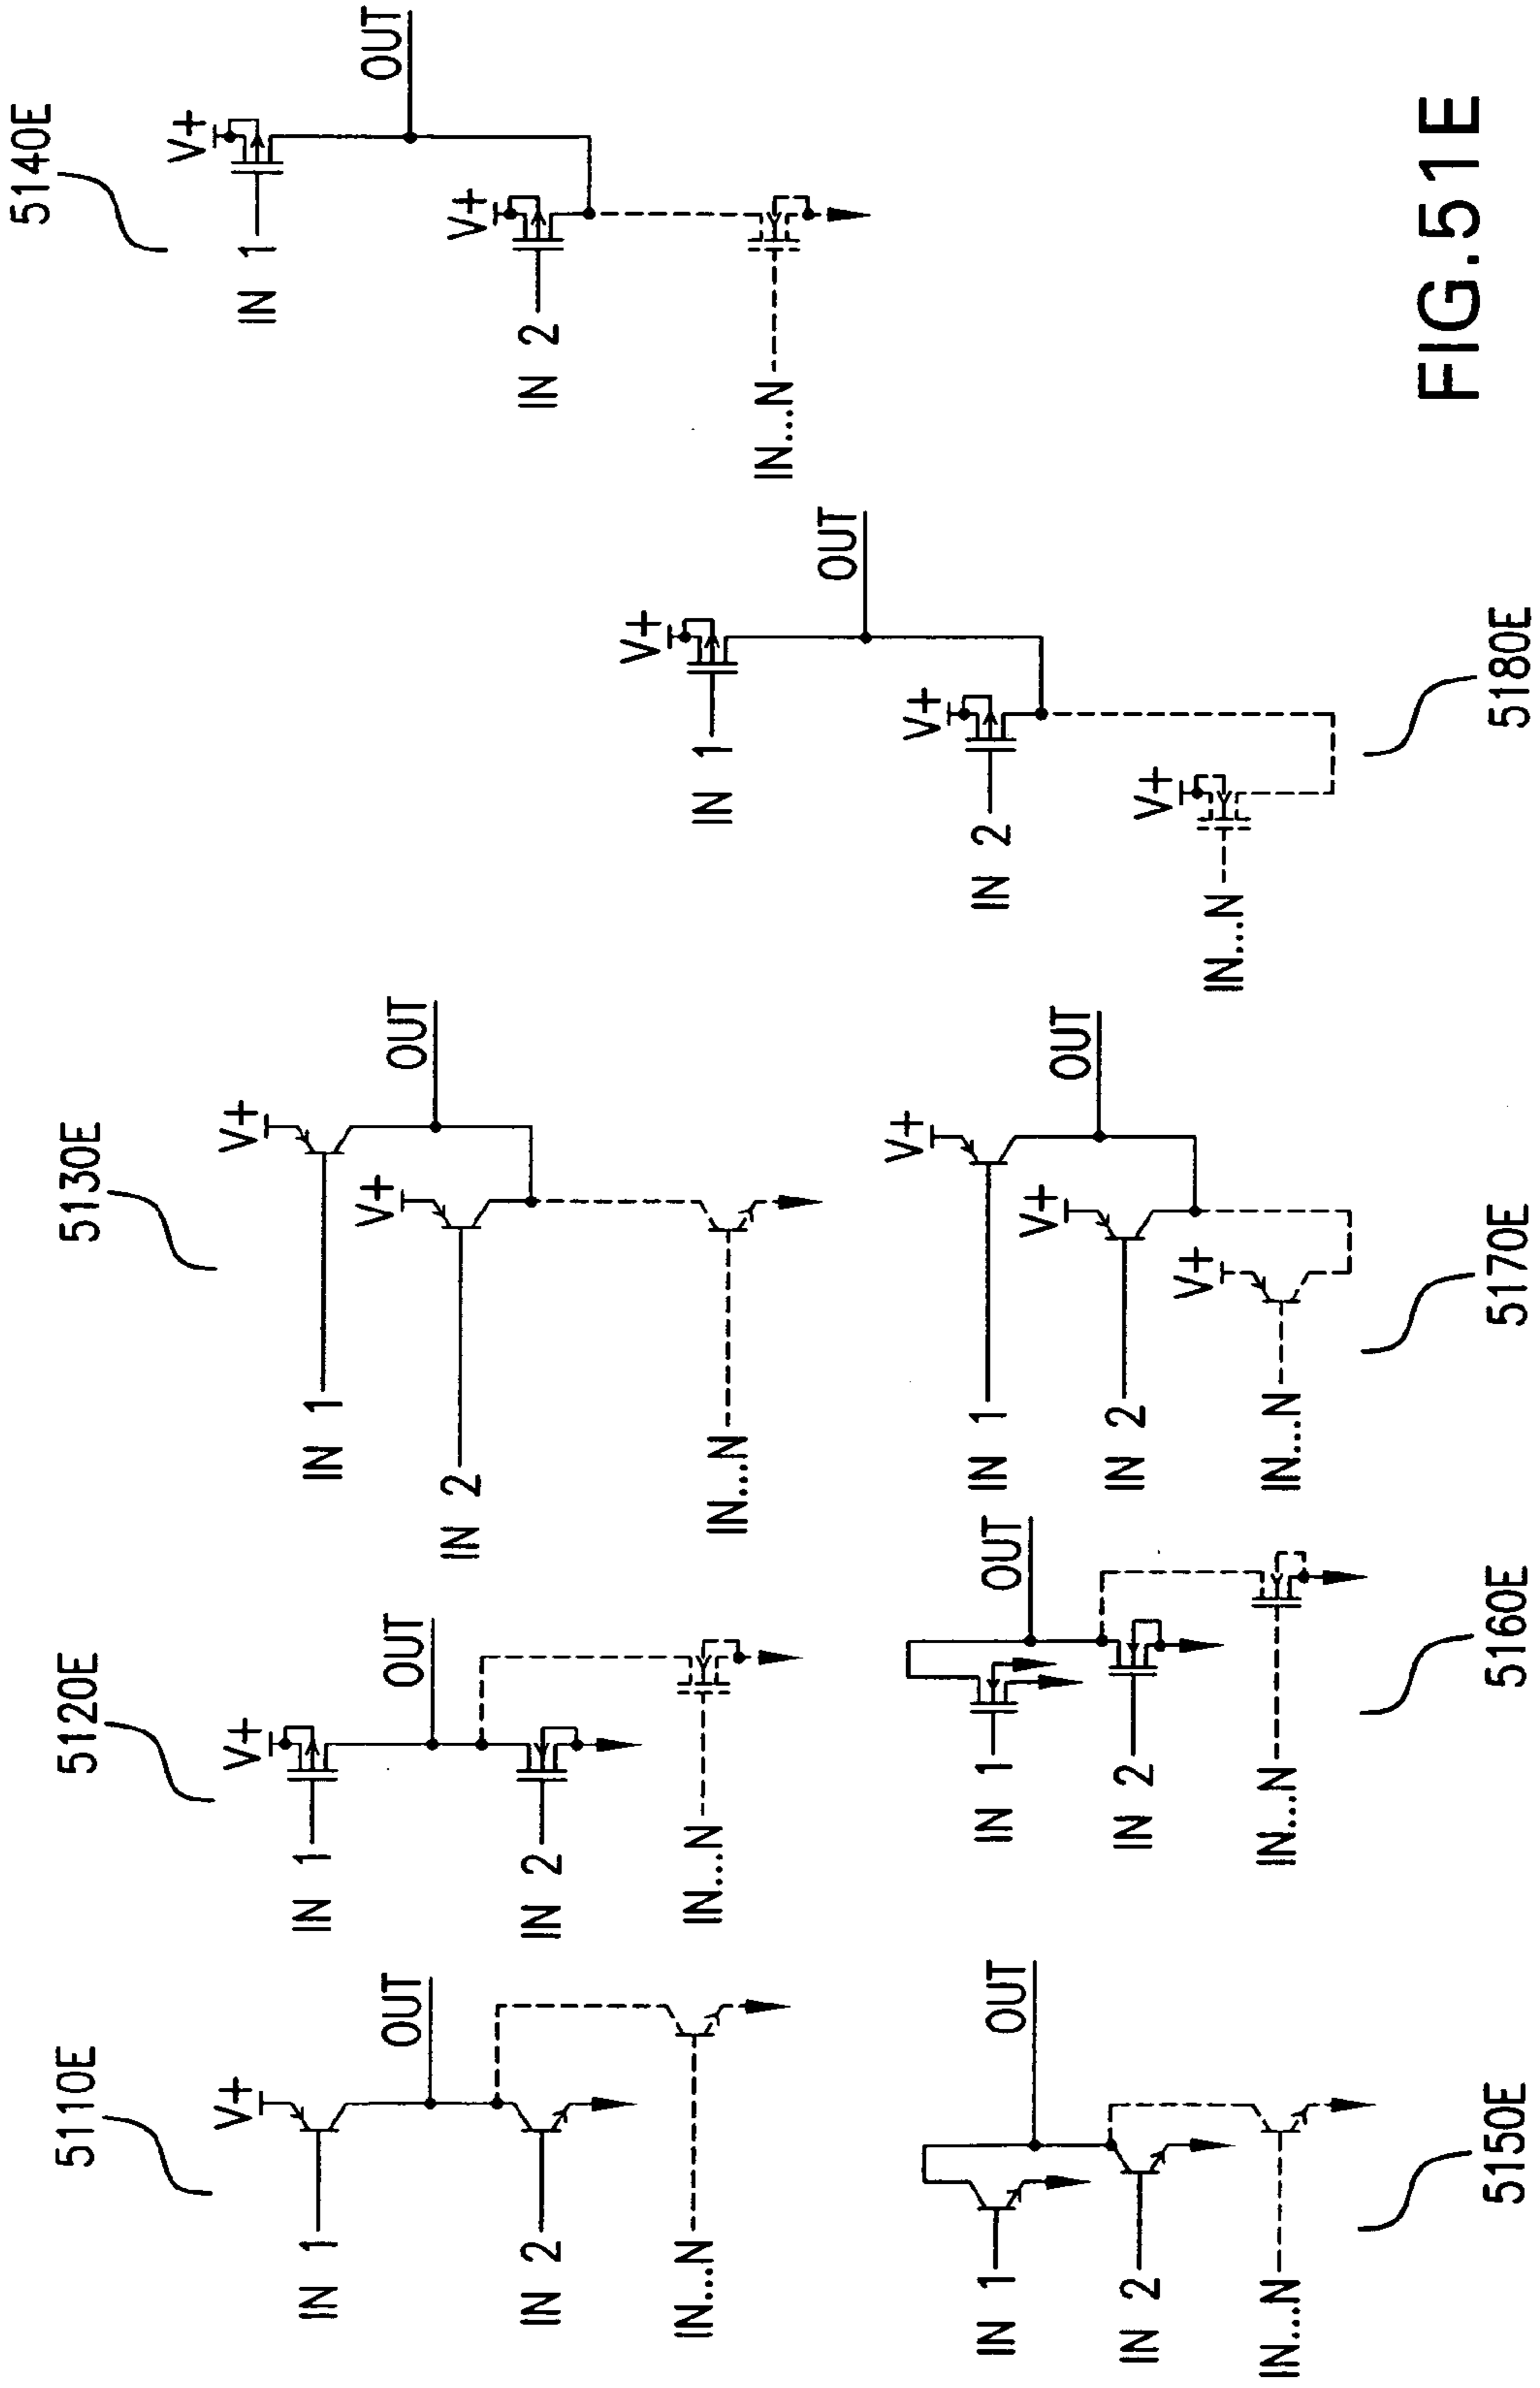 5110E
V+
IN 1
OUT
IN 2
IN...N
5120E
V+
IN 1
OUT
IN 2
IN...N
5130E
V+
IN 1
V+
OUT
IN 2
IN...N
5140E
V+
IN 1
OUT
V+
IN 2
IN...N
5150E
IN 1
OUT
IN 2
IN...N
5160E
IN 1
OUT
IN 2
IN...N
5170E
V+
IN 1
V+
OUT
IN 2
V+
IN...N
5180E
V+
IN 1
OUT
V+
IN 2
V+
IN...N
FIG.51E